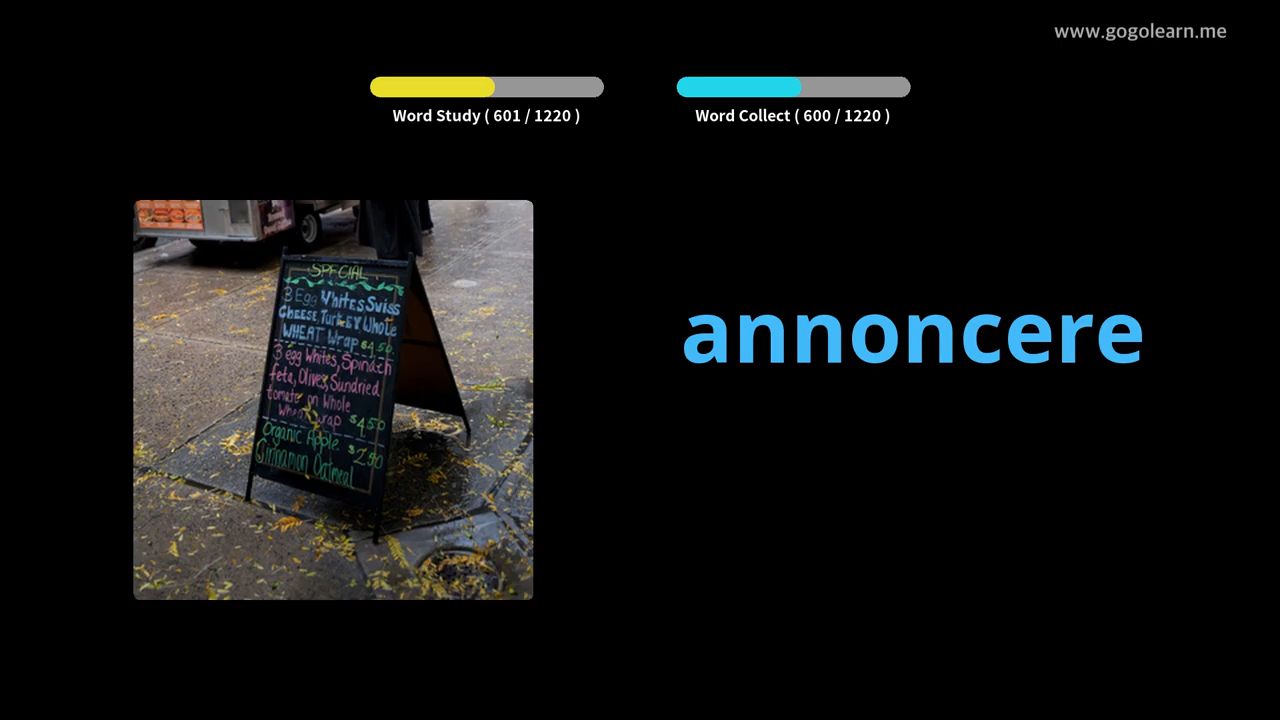 www.gogolearn.me
Word Study ( 601 / 1220 )
Word Collect ( 600 / 1220 )
SPECIAL
3 Egg Whites, Swiss
Cheese, Turkey Whole
WHEAT Wrap $4.50
3 egg Whites, Spinach
feta, Olives, Sundried
tomato on Whole
Wheat Wrap $4.50
Organic Apple
Cinnamon Oatmeal $2.50
annoncere